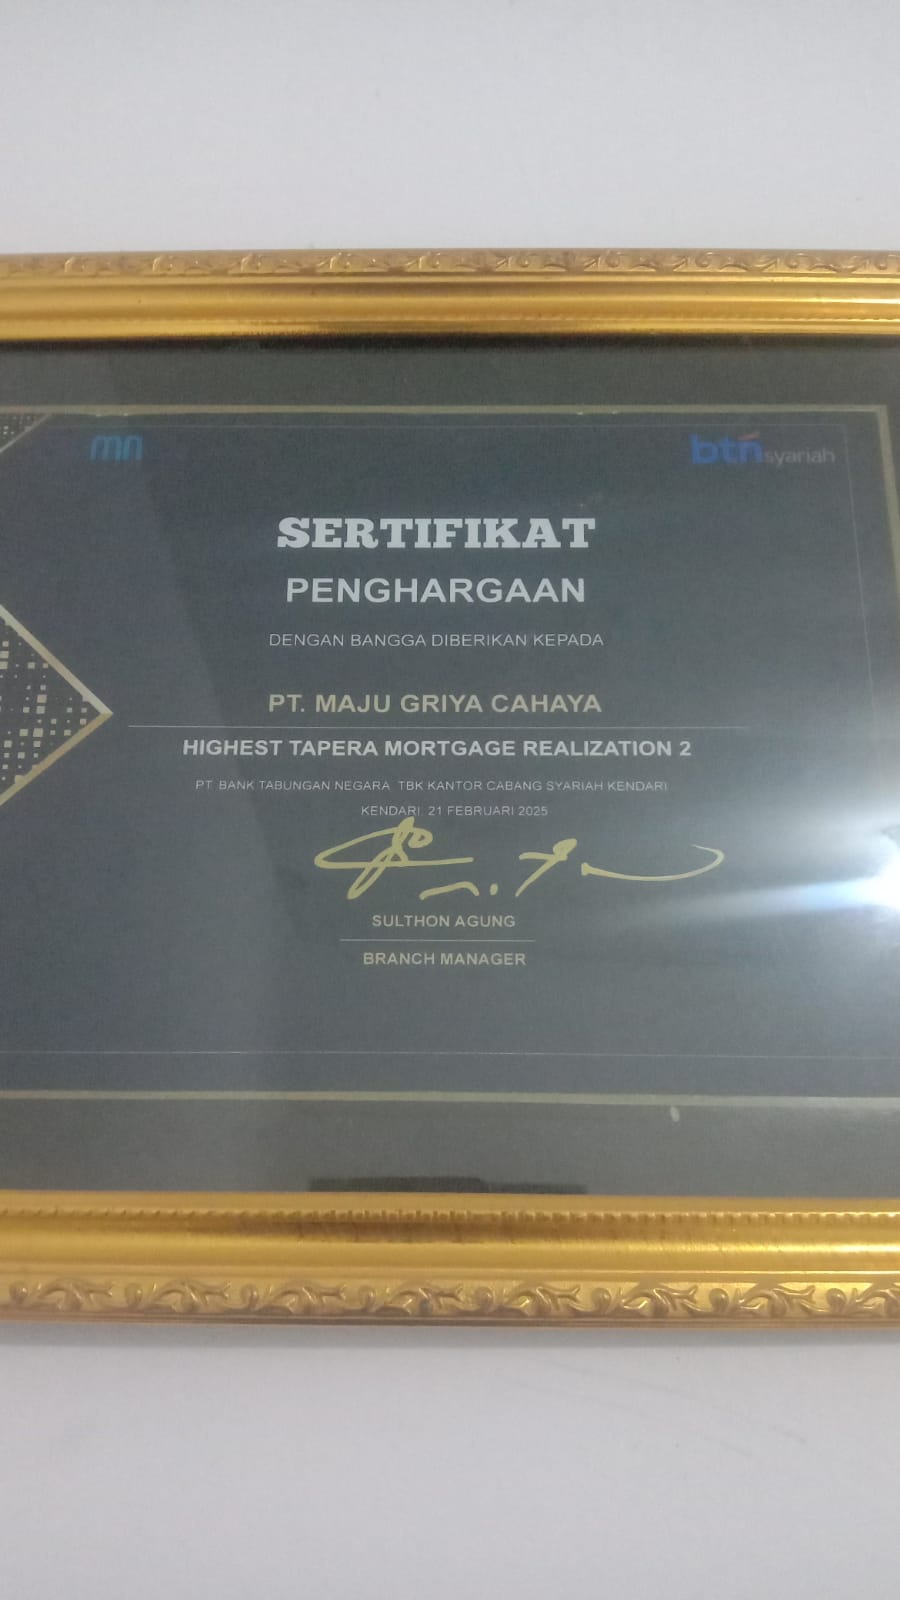 btn syariah
SERTIFIKAT
PENGHARGAAN
DENGAN BANGGA DIBERIKAN KEPADA
PT. MAJU GRIYA CAHAYA
HIGHEST TAPERA MORTGAGE REALIZATION 2
PT BANK TABUNGAN NEGARA TBK KANTOR CABANG SYARIAH KENDARI
KENDARI 21 FEBRUARI 2025
SULTHON AGUNG
BRANCH MANAGER